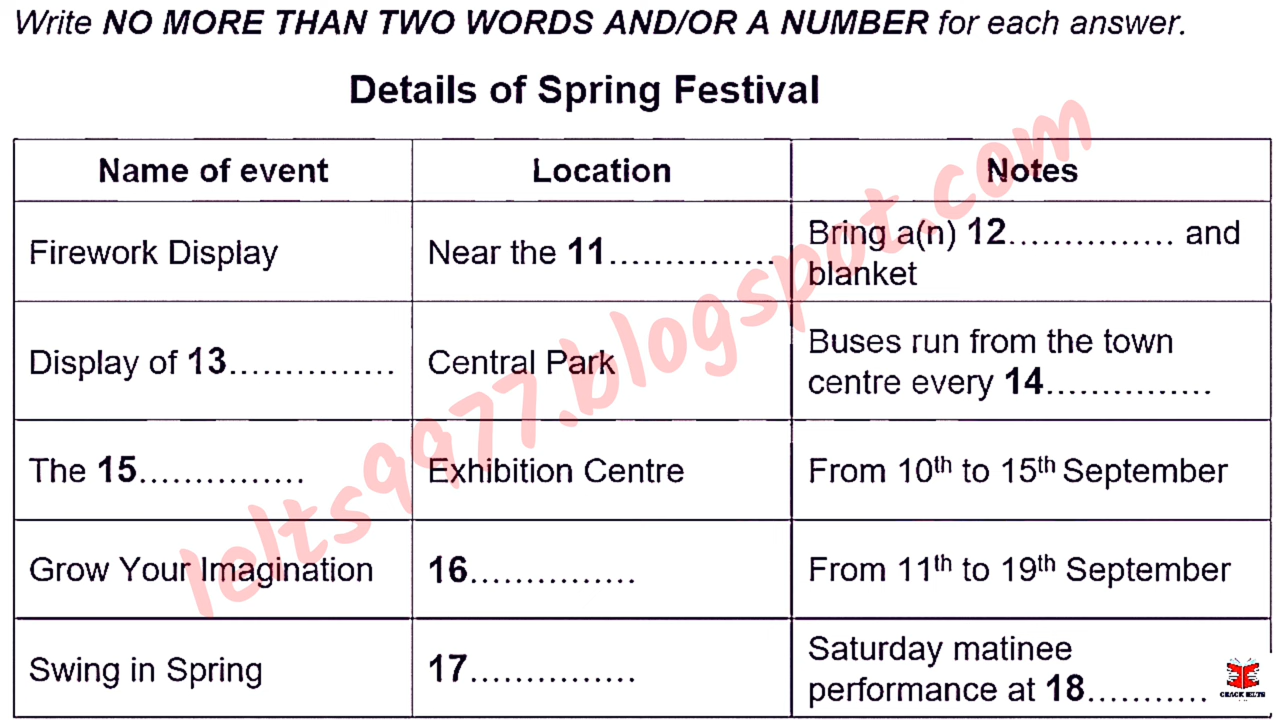 Write NO MORE THAN TWO WORDS AND/OR A NUMBER for each answer.
Details of Spring Festival
Name of event
Location
Notes
Firework Display
Near the 11...............
Bring a(n) 12............... and
blanket
Display of 13...............
Central Park
Buses run from the town
centre every 14...............
The 15...............
Exhibition Centre
From 10th to 15th September
Grow Your Imagination
16...............
From 11th to 19th September
Swing in Spring
17...............
Saturday matinee
performance at 18...........
Ielts9977.blogspot.com
CRACK IELTS